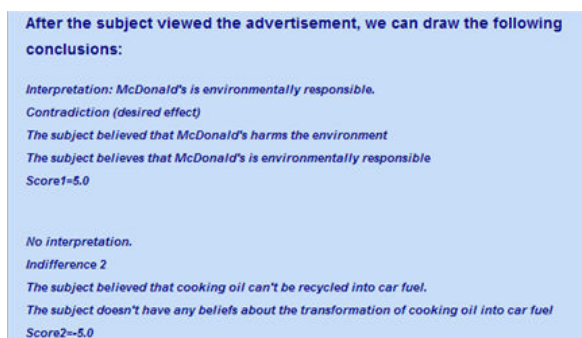 After the subject viewed the advertisement, we can draw the following
conclusions:
Interpretation: McDonald's is environmentally responsible.
Contradiction (desired effect)
The subject believed that McDonald's harms the environment
The subject believes that McDonald's is environmentally responsible
Score1=5.0
No interpretation.
Indifference 2
The subject believed that cooking oil can't be recycled into car fuel.
The subject doesn't have any beliefs about the transformation of cooking oil into car fuel
Score2=-5.0